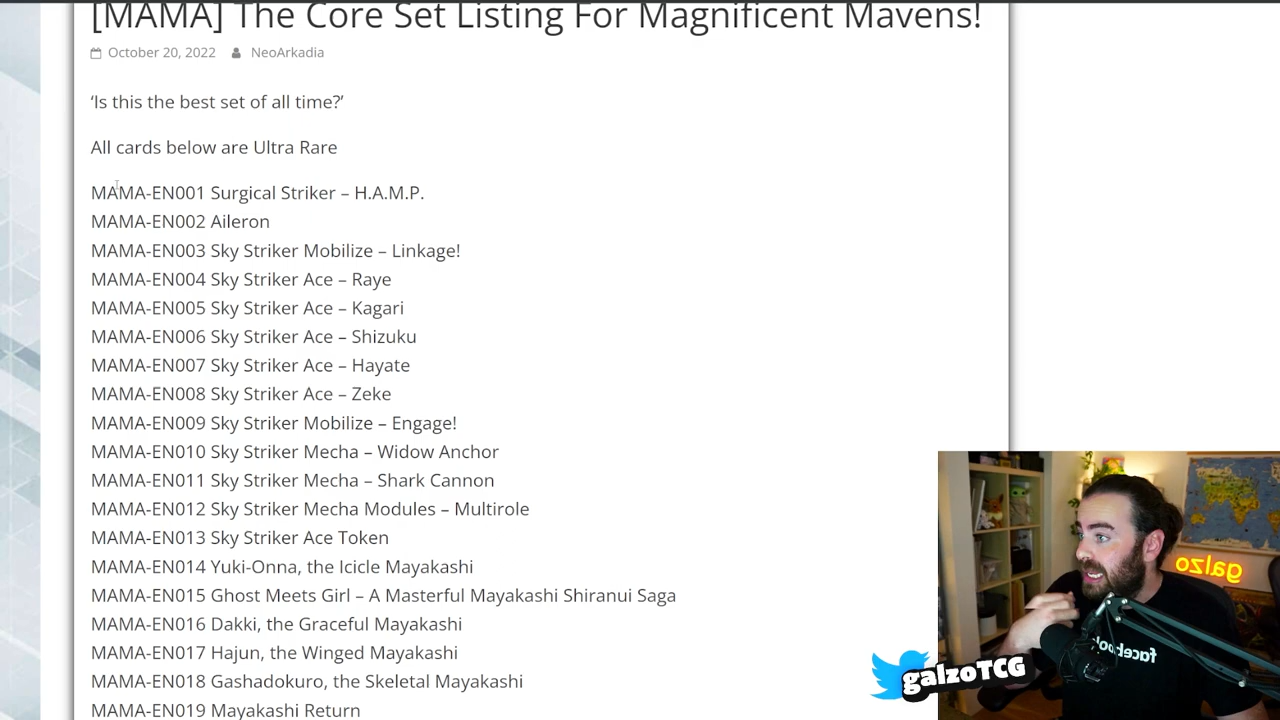 [MAMA] The Core Set Listing For Magnificent Mavens!
October 20, 2022 NeoArkadia
‘Is this the best set of all time?’
All cards below are Ultra Rare
MAMA-EN001 Surgical Striker – H.A.M.P.
MAMA-EN002 Aileron
MAMA-EN003 Sky Striker Mobilize – Linkage!
MAMA-EN004 Sky Striker Ace – Raye
MAMA-EN005 Sky Striker Ace – Kagari
MAMA-EN006 Sky Striker Ace – Shizuku
MAMA-EN007 Sky Striker Ace – Hayate
MAMA-EN008 Sky Striker Ace – Zeke
MAMA-EN009 Sky Striker Mobilize – Engage!
MAMA-EN010 Sky Striker Mecha – Widow Anchor
MAMA-EN011 Sky Striker Mecha – Shark Cannon
MAMA-EN012 Sky Striker Mecha Modules – Multirole
MAMA-EN013 Sky Striker Ace Token
MAMA-EN014 Yuki-Onna, the Icicle Mayakashi
MAMA-EN015 Ghost Meets Girl – A Masterful Mayakashi Shiranui Saga
MAMA-EN016 Dakki, the Graceful Mayakashi
MAMA-EN017 Hajun, the Winged Mayakashi
MAMA-EN018 Gashadokuro, the Skeletal Mayakashi
MAMA-EN019 Mayakashi Return
galzo
facebook
galzoTCG